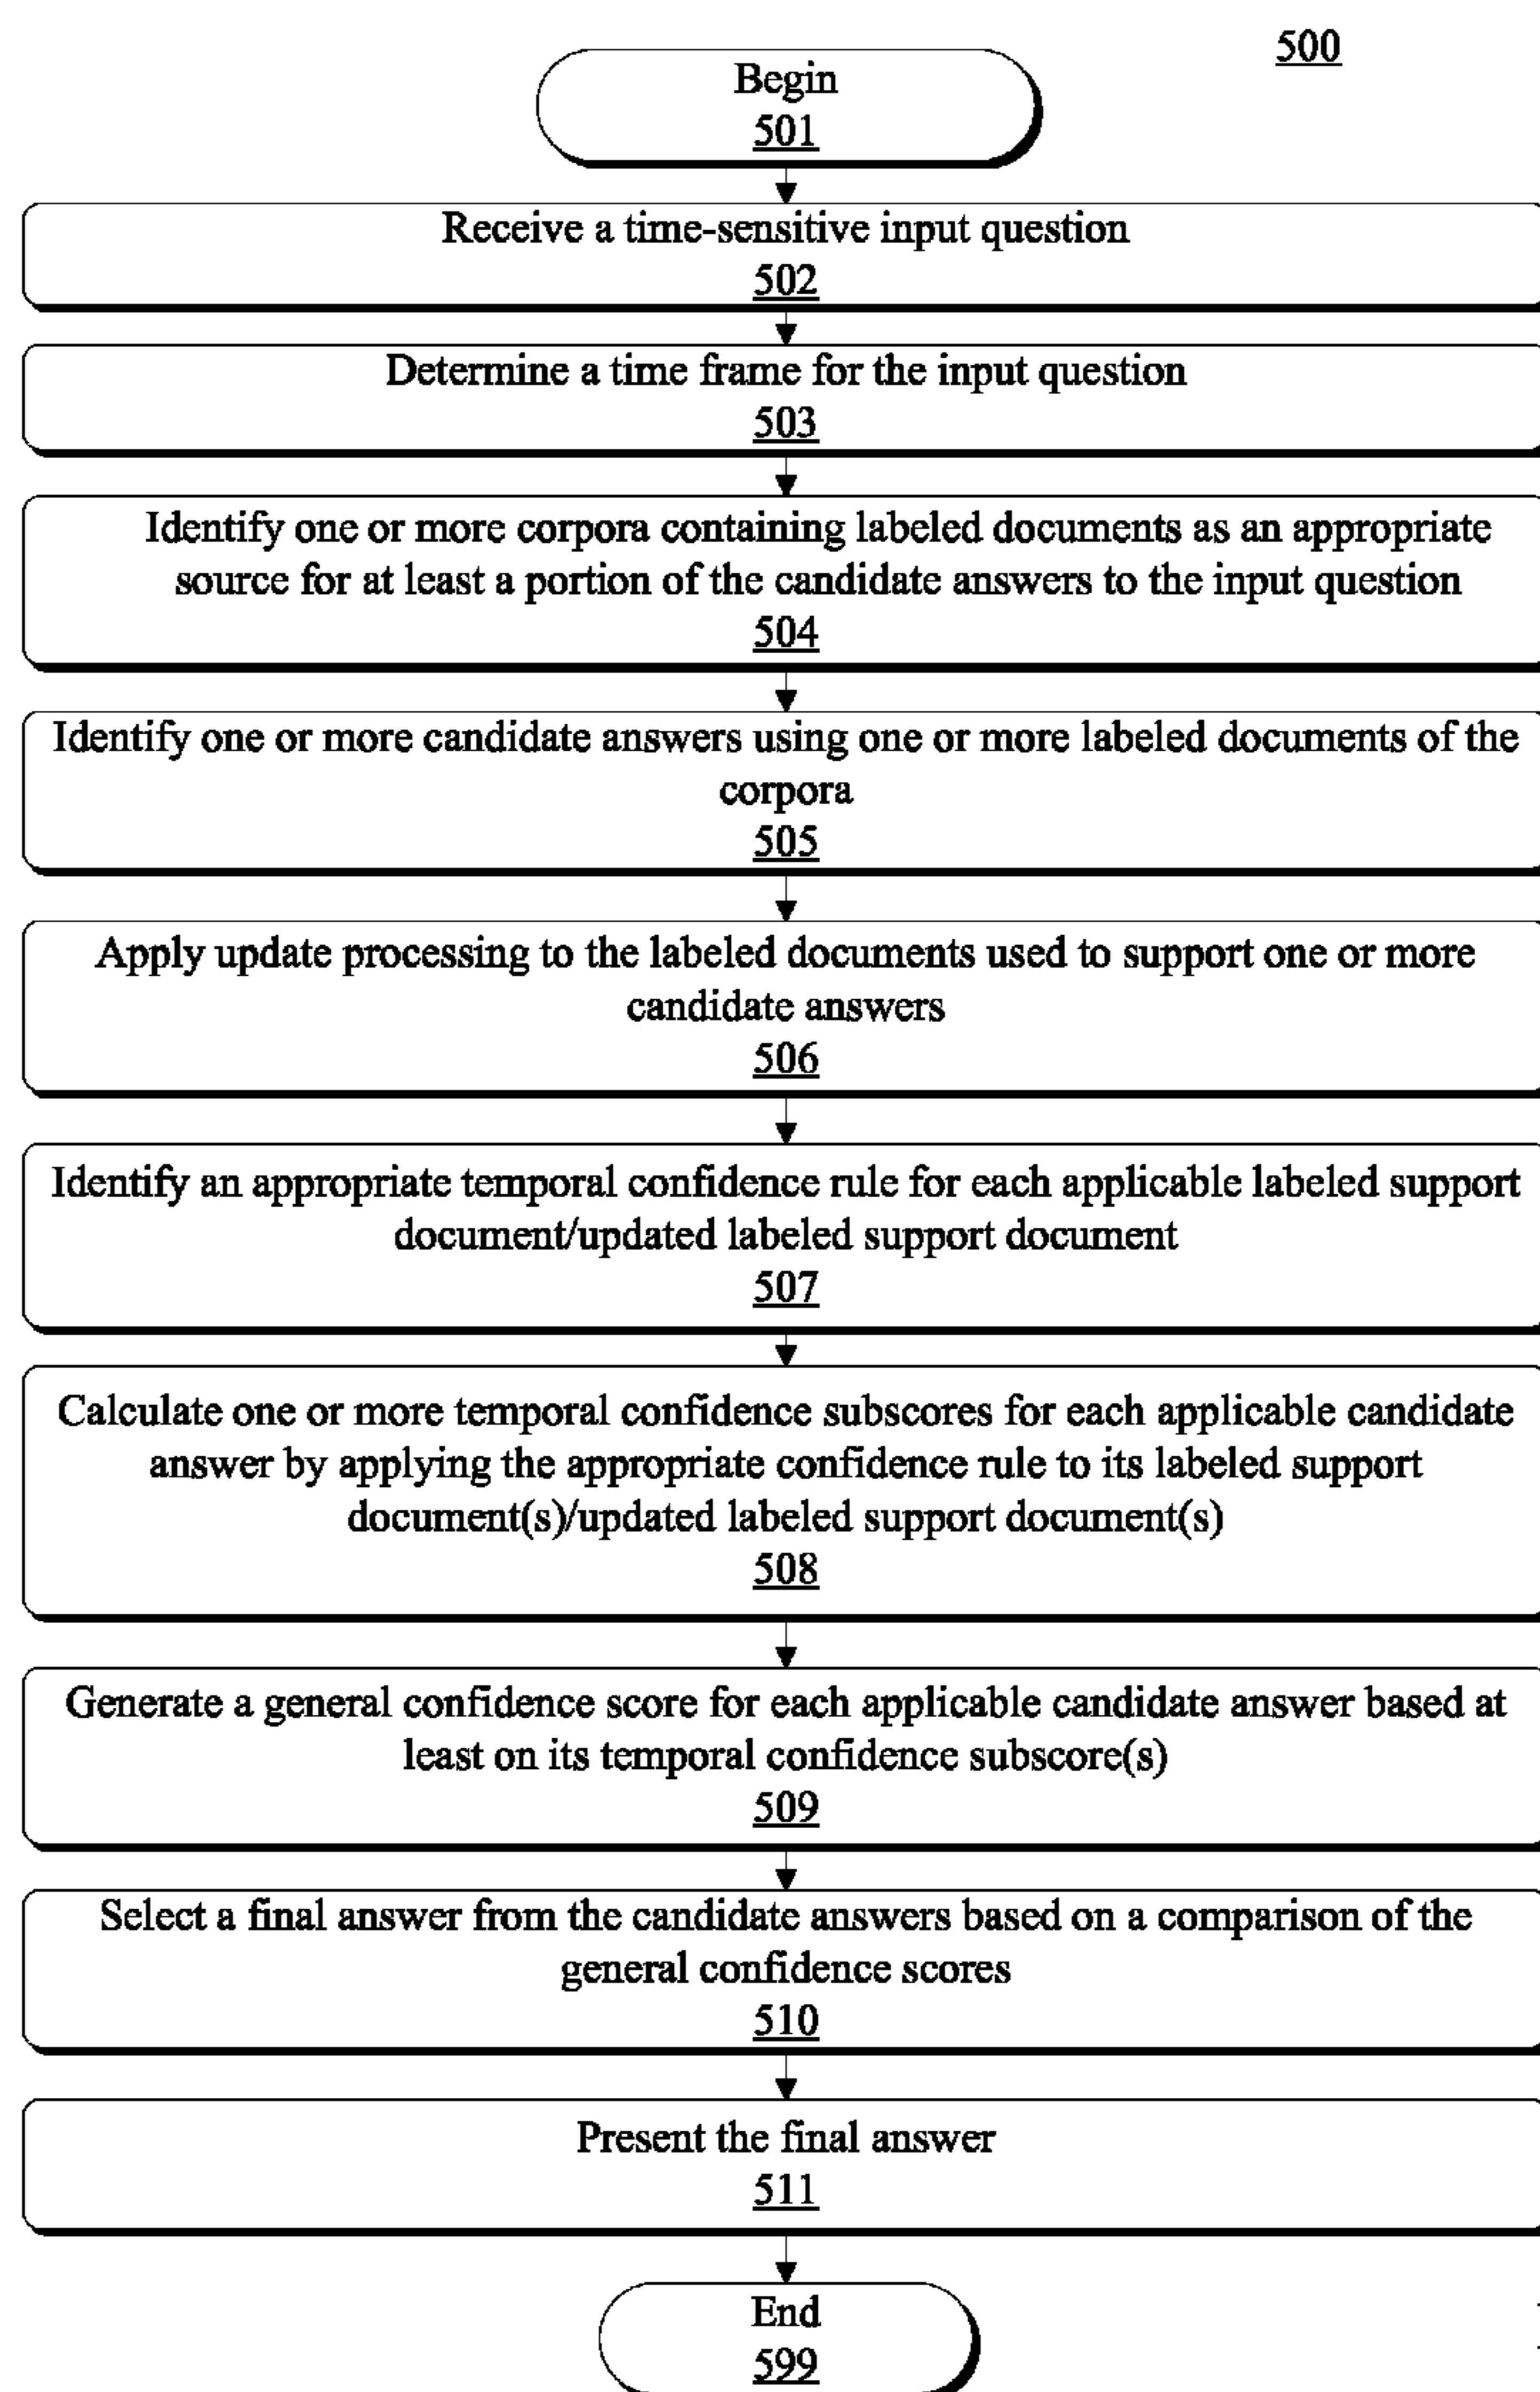 500
Begin
501
Receive a time-sensitive input question
502
Determine a time frame for the input question
503
Identify one or more corpora containing labeled documents as an appropriate
source for at least a portion of the candidate answers to the input question
504
Identify one or more candidate answers using one or more labeled documents of the
corpora
505
Apply update processing to the labeled documents used to support one or more
candidate answers
506
Identify an appropriate temporal confidence rule for each applicable labeled support
document/updated labeled support document
507
Calculate one or more temporal confidence subscores for each applicable candidate
answer by applying the appropriate confidence rule to its labeled support
document(s)/updated labeled support document(s)
508
Generate a general confidence score for each applicable candidate answer based at
least on its temporal confidence subscore(s)
509
Select a final answer from the candidate answers based on a comparison of the
general confidence scores
510
Present the final answer
511
End
599